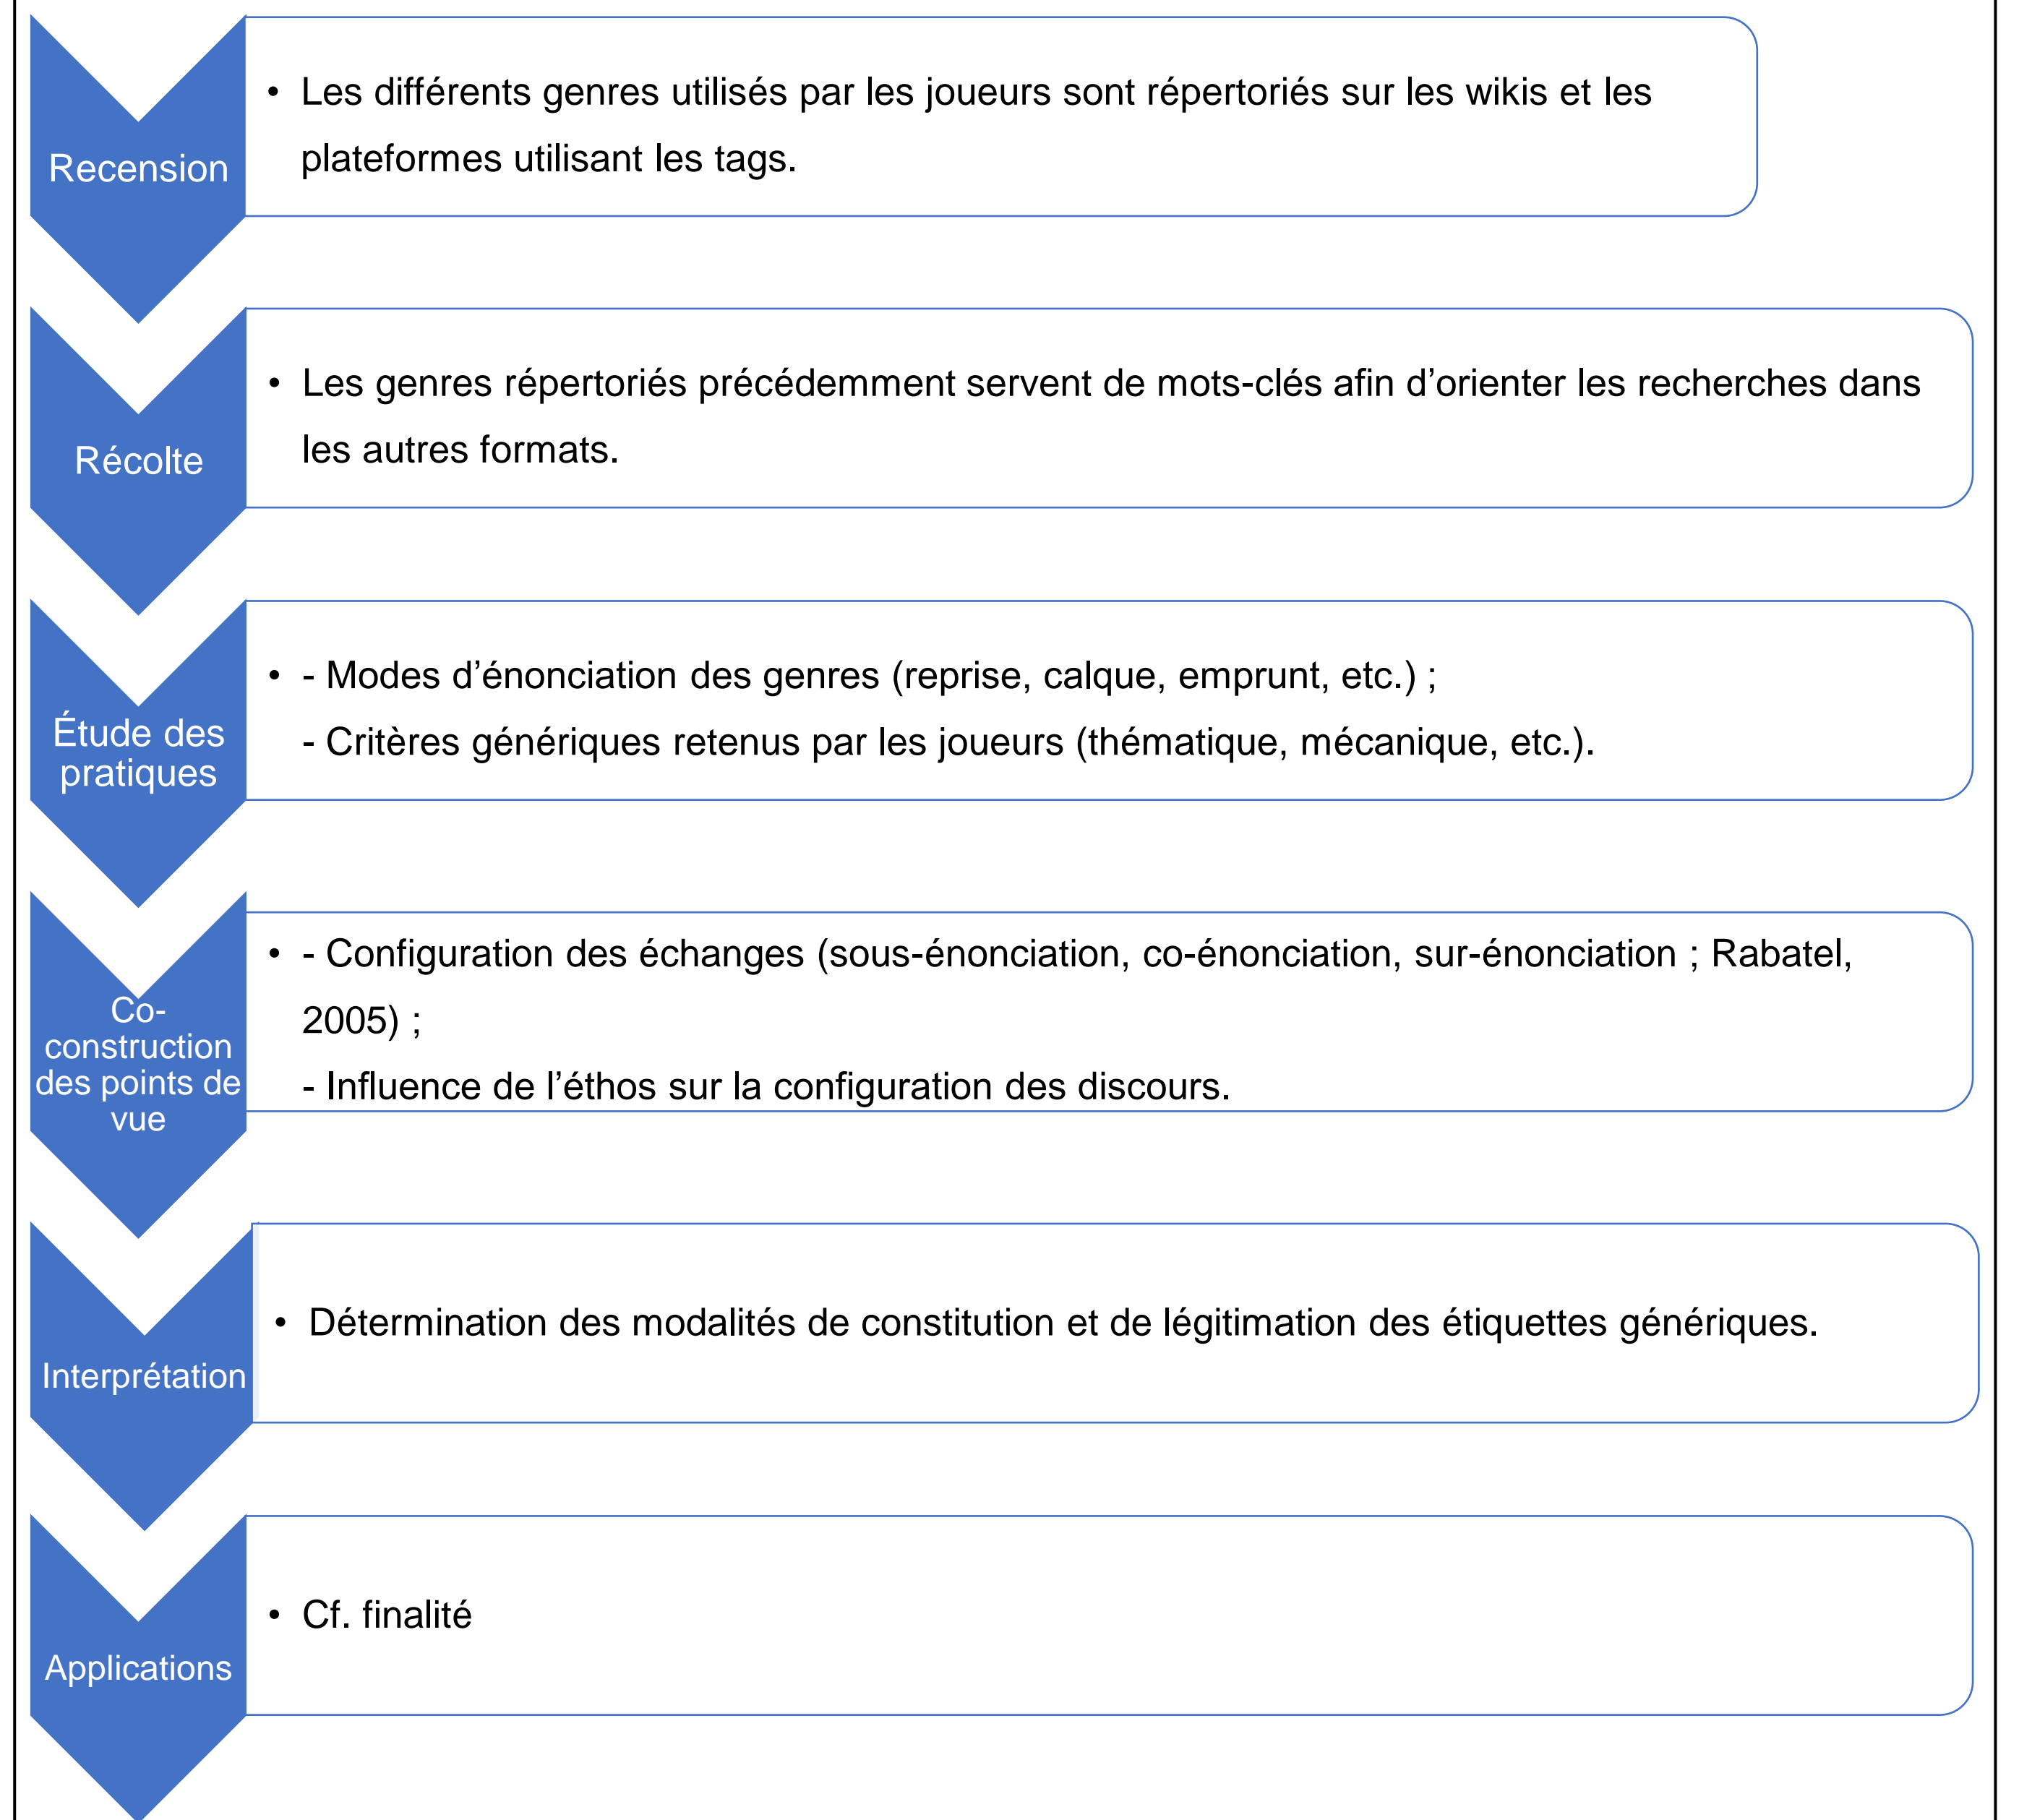 Recension
• Les différents genres utilisés par les joueurs sont répertoriés sur les wikis et les
plateformes utilisant les tags.
Récolte
• Les genres répertoriés précédemment servent de mots-clés afin d’orienter les recherches dans
les autres formats.
Étude des
pratiques
• - Modes d’énonciation des genres (reprise, calque, emprunt, etc.) ;
- Critères génériques retenus par les joueurs (thématique, mécanique, etc.).
Co-
construction
des points de
vue
• - Configuration des échanges (sous-énonciation, co-énonciation, sur-énonciation ; Rabatel,
2005) ;
- Influence de l’éthos sur la configuration des discours.
Interprétation
• Détermination des modalités de constitution et de légitimation des étiquettes génériques.
Applications
• Cf. finalité